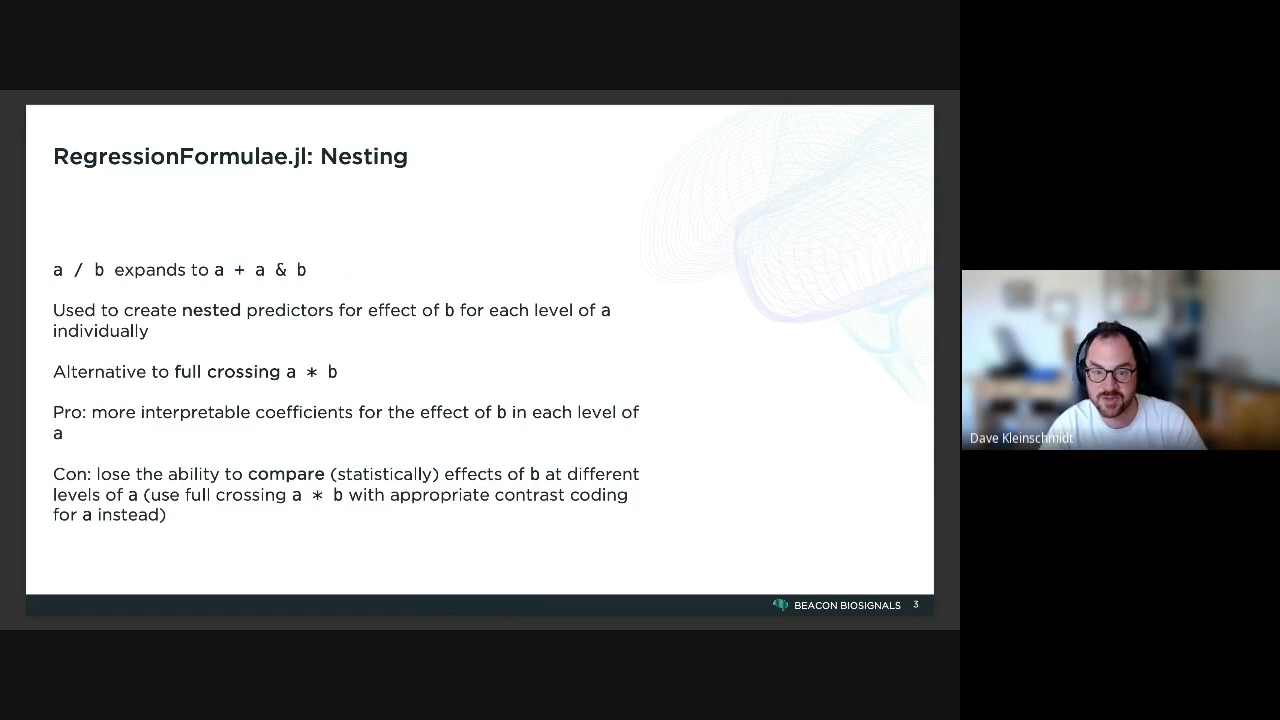 RegressionFormulae.jl: Nesting
a / b expands to a + a & b
Used to create nested predictors for effect of b for each level of a
individually
Alternative to full crossing a * b
Pro: more interpretable coefficients for the effect of b in each level of
a
Con: lose the ability to compare (statistically) effects of b at different
levels of a (use full crossing a * b with appropriate contrast coding
for a instead)
BEACON BIOSIGNALS 3
Dave Kleinschmidt